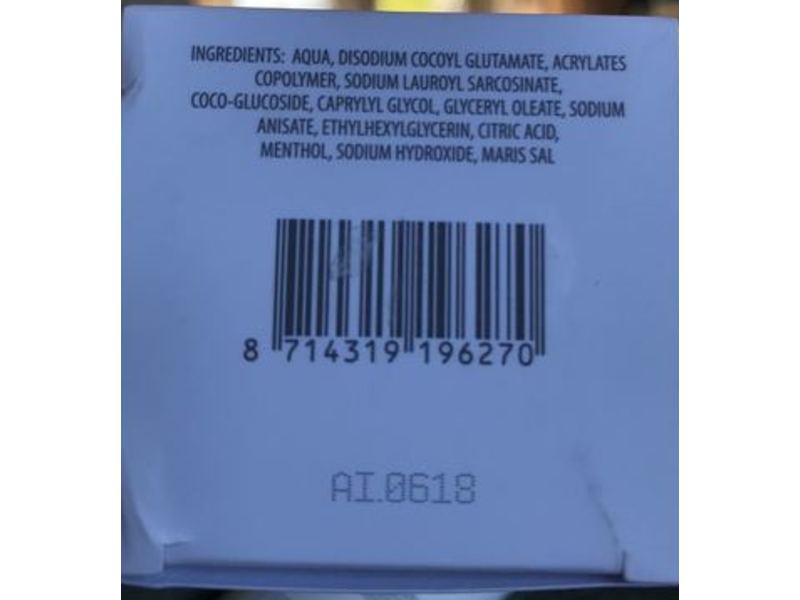 INGREDIENTS: AQUA, DISODIUM COCOYL GLUTAMATE, ACRYLATES
COPOLYMER, SODIUM LAUROYL SARCOSINATE,
COCO-GLUCOSIDE, CAPRYLYL GLYCOL, GLYCERYL OLEATE, SODIUM
ANISATE, ETHYLHEXYLGLYCERIN, CITRIC ACID,
MENTHOL, SODIUM HYDROXIDE, MARIS SAL
8 714319 196270
AI.0618